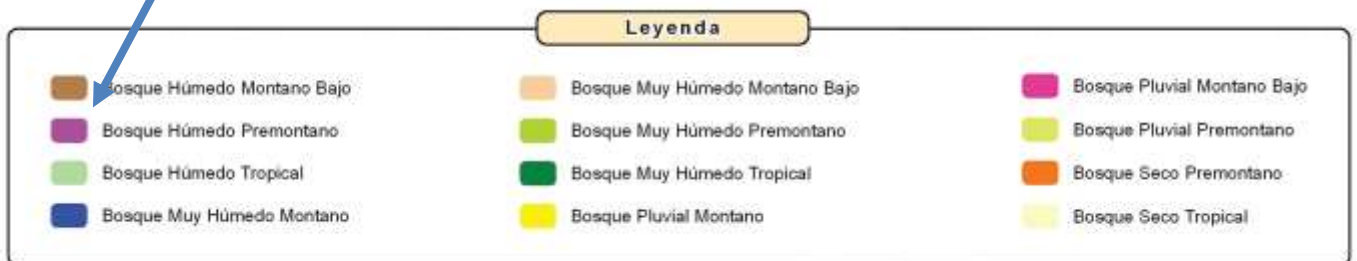 Leyenda
Bosque Húmedo Montano Bajo
Bosque Húmedo Premontano
Bosque Húmedo Tropical
Bosque Muy Húmedo Montano
Bosque Muy Húmedo Montano Bajo
Bosque Muy Húmedo Premontano
Bosque Muy Húmedo Tropical
Bosque Pluvial Montano
Bosque Pluvial Montano Bajo
Bosque Pluvial Premontano
Bosque Seco Premontano
Bosque Seco Tropical